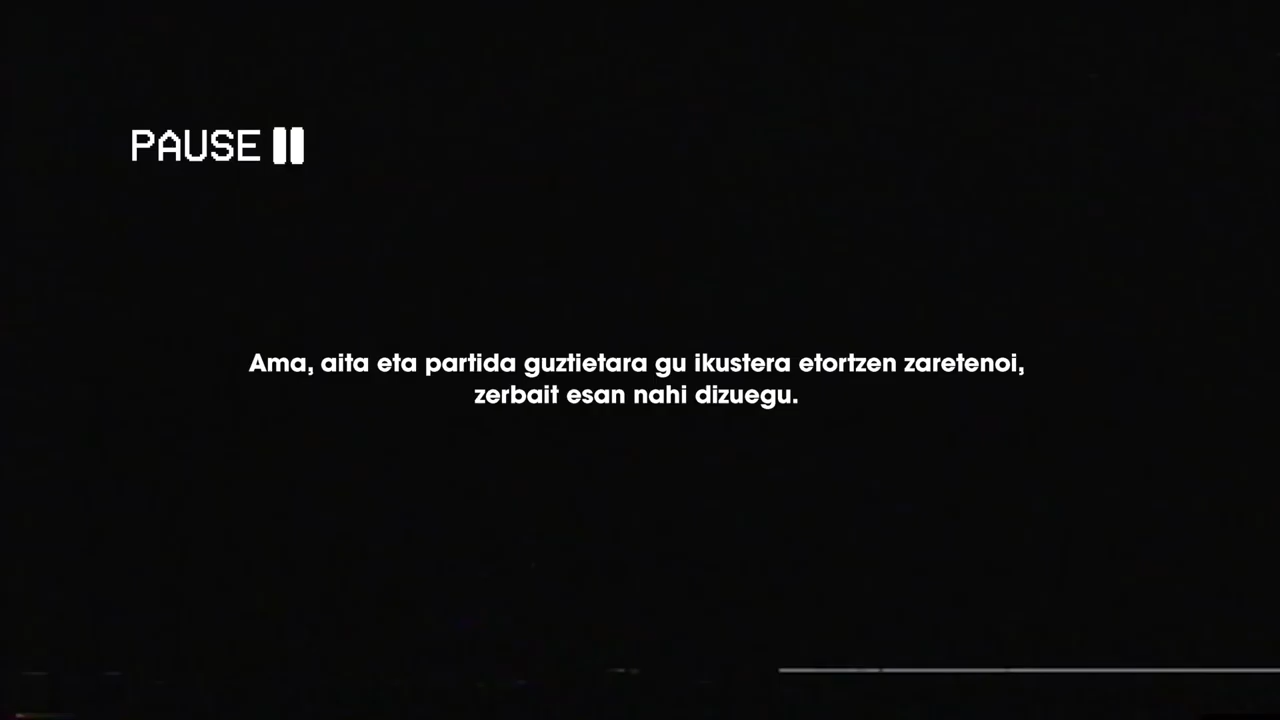 PAUSE
Ama, aita eta partida guztietara gu ikustera etortzen zaretenoi,
zerbait esan nahi dizuegu.